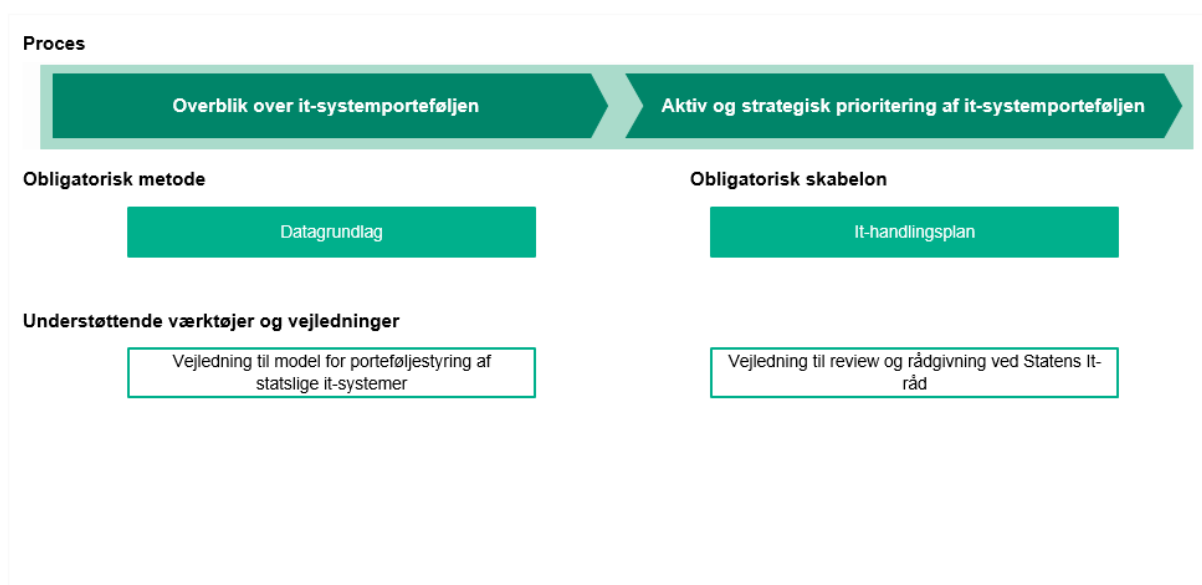 Proces
Overblik over it-systemporteføljen
Aktiv og strategisk prioritering af it-systemporteføljen
Obligatorisk metode
Obligatorisk skabelon
Datagrundlag
It-handlingsplan
Understøttende værktøjer og vejledninger
Vejledning til model for porteføljestyring af
statslige it-systemer
Vejledning til review og rådgivning ved Statens It-
råd